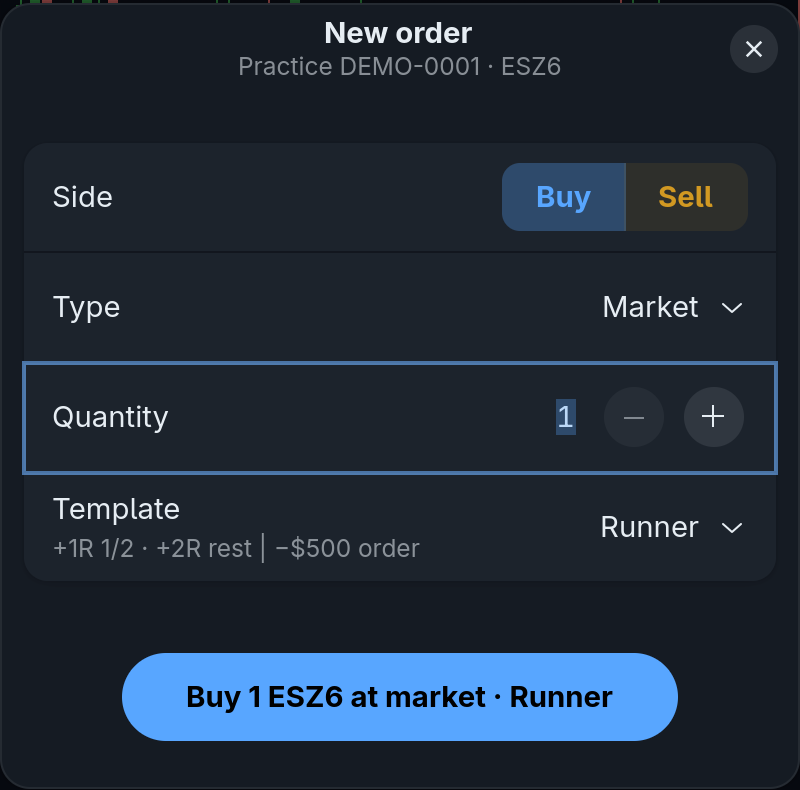 New order
Practice DEMO-0001 · ESZ6
Side
Buy
Sell
Type
Market
Quantity
1
Template
+1R 1/2 · +2R rest | −$500 order
Runner
Buy 1 ESZ6 at market · Runner